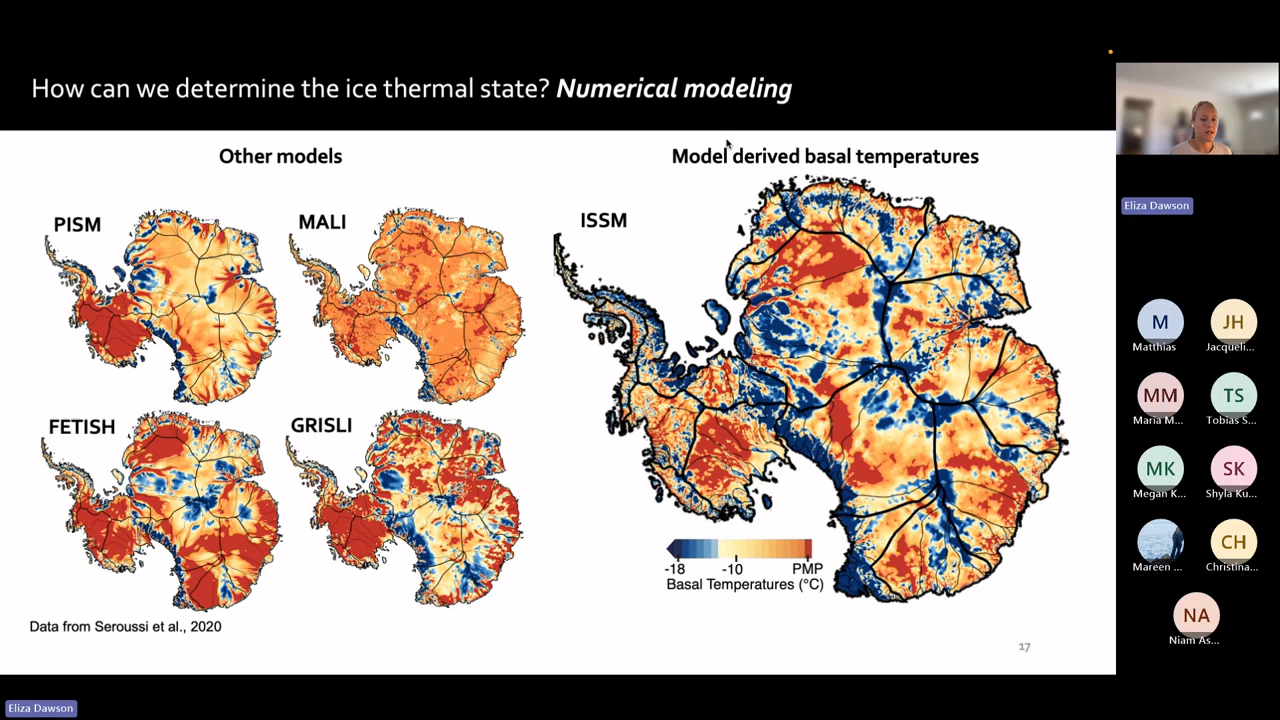 How can we determine the ice thermal state? Numerical modeling
Other models
Model derived basal temperatures
PISM
MALI
ISSM
FETISH
GRISLI
-18
-10
PMP
Basal Temperatures (°C)
Data from Seroussi et al., 2020
17
Eliza Dawson
M
JH
Matthias
Jacqueli...
MM
TS
Maria M...
Tobias S...
MK
SK
Megan K...
Shyla Ku...
CH
Mareen ...
Christina...
NA
Niam As...
Eliza Dawson